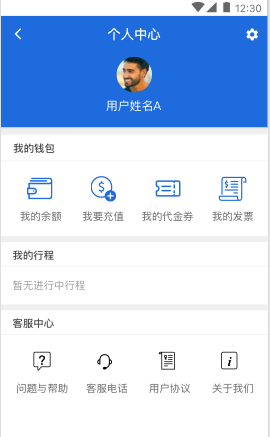 12:30
个人中心
用户姓名A
我的钱包
我的余额 我要充值 我的代金券 我的发票
我的行程
暂无进行中行程
客服中心
问题与帮助 客服电话 用户协议 关于我们